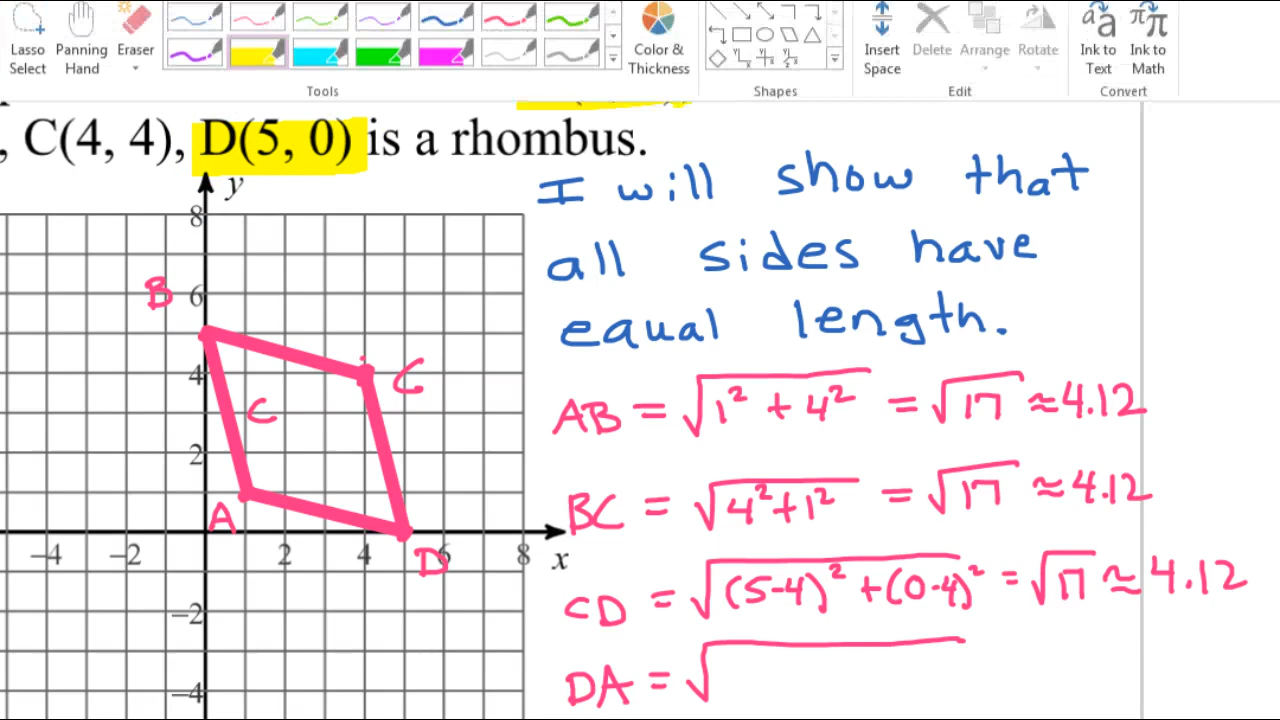 Lasso Select
Panning Hand
Eraser
Color & Thickness
Insert Space
Delete
Arrange
Rotate
Ink to Text
Ink to Math
Tools
Shapes
Edit
Convert
, C(4, 4), D(5, 0) is a rhombus.
y
8
6
4
2
−4 −2 2 4 6 8 x
−2
−4
B
C
C
A
D
I will show that
all sides have
equal length.
AB = √(1² + 4²) = √17 ≈ 4.12
BC = √(4² + 1²) = √17 ≈ 4.12
CD = √((5-4)² + (0-4)²) = √17 ≈ 4.12
DA = √